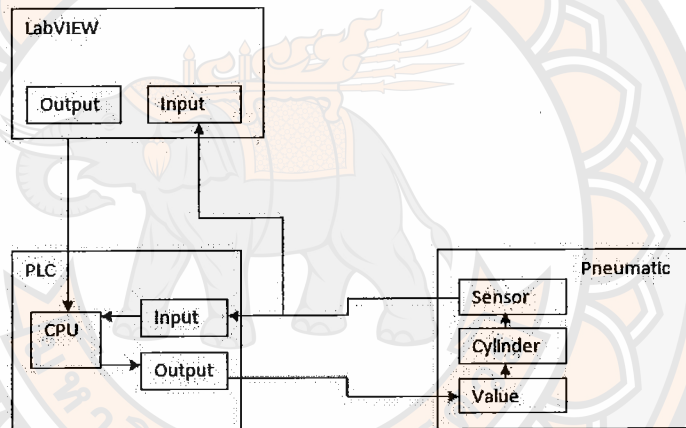 LabVIEW
Output
Input
PLC
CPU
Input
Output
Pneumatic
Sensor
Cylinder
Value